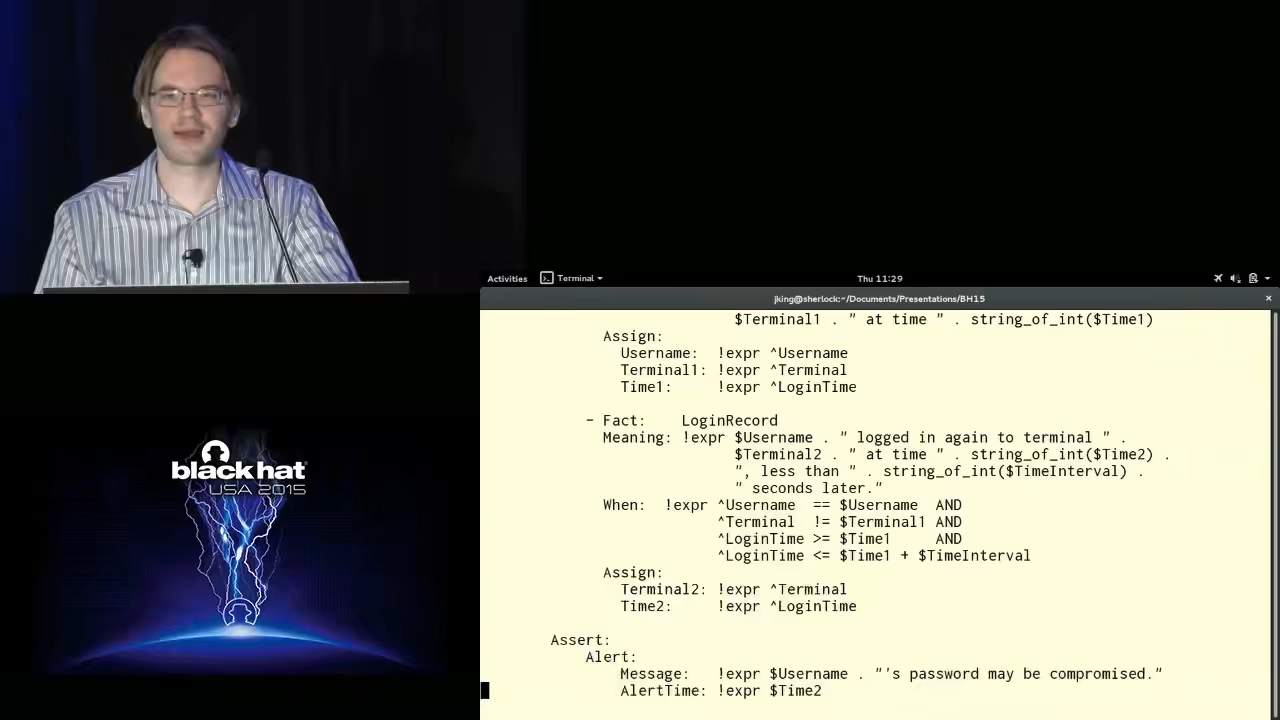 Activities Terminal Thu 11:29
jking@sherlock:~/Documents/Presentations/BH15
$Terminal1 . " at time " . string_of_int($Time1)
Assign:
Username: !expr ^Username
Terminal1: !expr ^Terminal
Time1: !expr ^LoginTime
- Fact: LoginRecord
Meaning: !expr $Username . " logged in again to terminal " .
$Terminal2 . " at time " . string_of_int($Time2) .
", less than " . string_of_int($TimeInterval) .
" seconds later."
When: !expr ^Username == $Username AND
^Terminal != $Terminal1 AND
^LoginTime >= $Time1 AND
^LoginTime <= $Time1 + $TimeInterval
Assign:
Terminal2: !expr ^Terminal
Time2: !expr ^LoginTime
Assert:
Alert:
Message: !expr $Username . "'s password may be compromised."
AlertTime: !expr $Time2
black hat
USA 2015